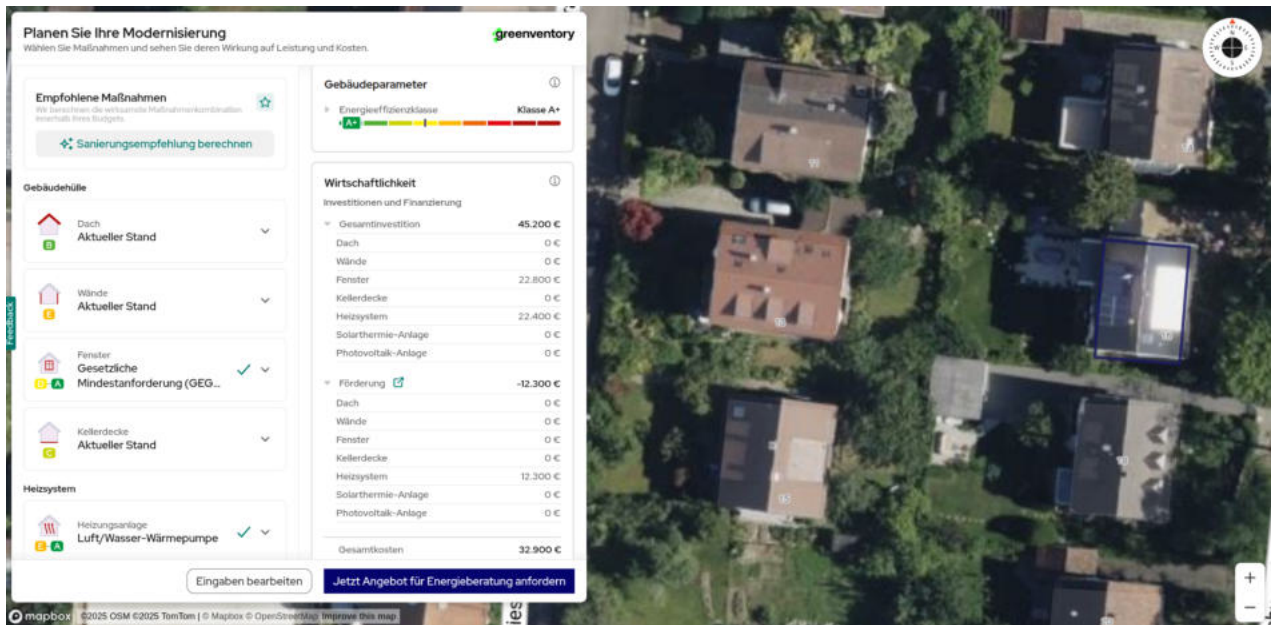 Planen Sie Ihre Modernisierung
Wählen Sie Maßnahmen und sehen Sie deren Wirkung auf Leistung und Kosten.
greenventory
Empfohlene Maßnahmen
Wir berechnen die wirksamste Maßnahmenkombination
innerhalb Ihres Budgets.
Sanierungsempfehlung berechnen
Gebäudehülle
Dach
Aktueller Stand
B
Wände
Aktueller Stand
E
Fenster
Gesetzliche
Mindestanforderung (GEG...
D A
Kellerdecke
Aktueller Stand
C
Heizsystem
Heizungsanlage
Luft/Wasser-Wärmepumpe
E A
Gebäudeparameter
Energieeffizienzklasse Klasse A+
A+
Wirtschaftlichkeit
Investitionen und Finanzierung
Gesamtinvestition 45.200 €
Dach 0 €
Wände 0 €
Fenster 22.800 €
Kellerdecke 0 €
Heizsystem 22.400 €
Solarthermie-Anlage 0 €
Photovoltaik-Anlage 0 €
Förderung -12.300 €
Dach 0 €
Wände 0 €
Fenster 0 €
Kellerdecke 0 €
Heizsystem 12.300 €
Solarthermie-Anlage 0 €
Photovoltaik-Anlage 0 €
Gesamtkosten 32.900 €
Eingaben bearbeiten
Jetzt Angebot für Energieberatung anfordern
Feedback
mapbox
©2025 OSM ©2025 TomTom | © Mapbox © OpenStreetMap Improve this map
ies
11
13
15
N
+
−